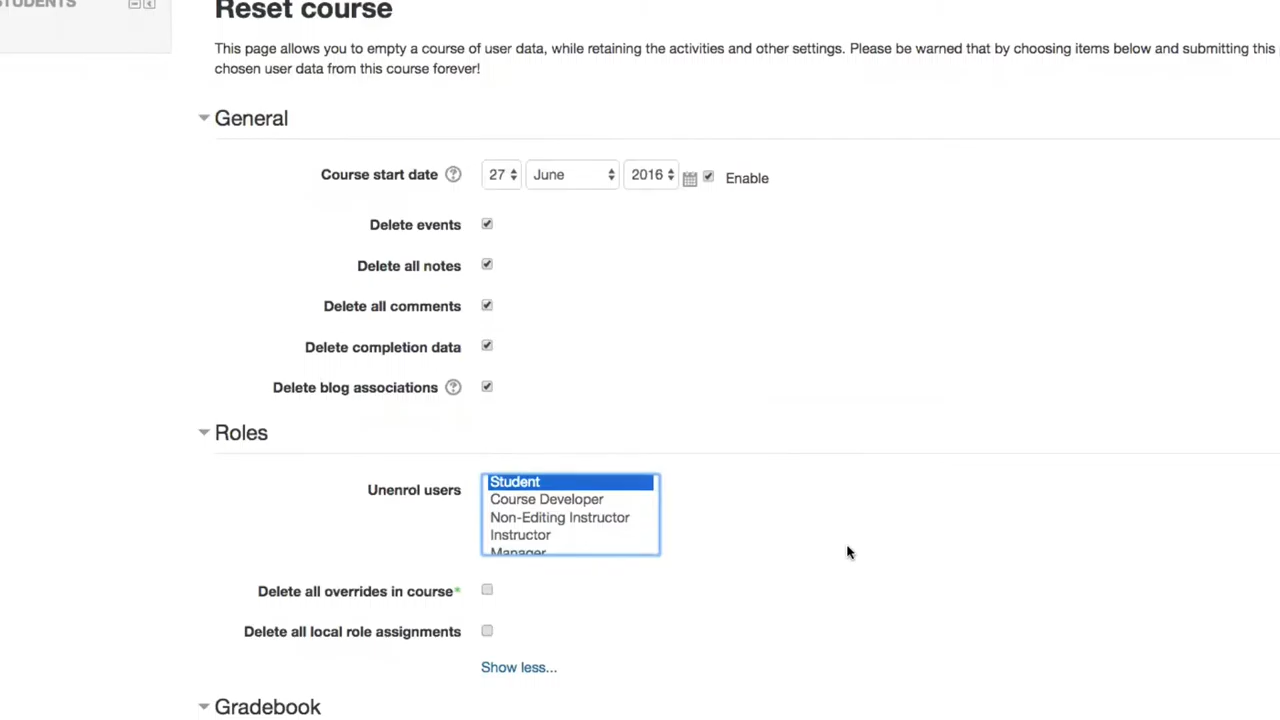 STUDENTS
Reset course
This page allows you to empty a course of user data, while retaining the activities and other settings. Please be warned that by choosing items below and submitting this
chosen user data from this course forever!
General
Course start date 27 June 2016 Enable
Delete events
Delete all notes
Delete all comments
Delete completion data
Delete blog associations
Roles
Unenrol users
Student
Course Developer
Non-Editing Instructor
Instructor
Manager
Delete all overrides in course*
Delete all local role assignments
Show less...
Gradebook